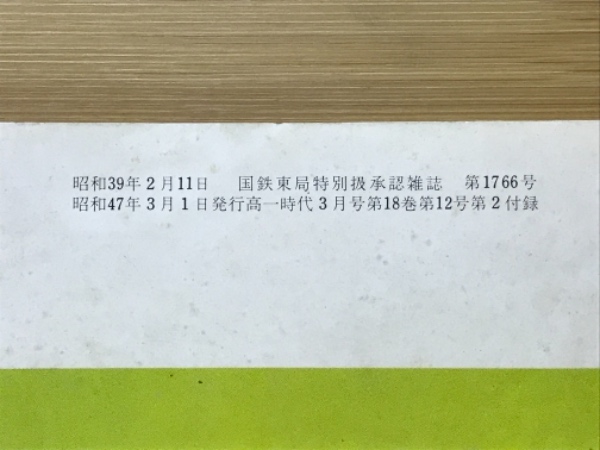 昭和39年2月11日　国鉄東局特別扱承認雑誌　第1766号
昭和47年3月1日発行高一時代3月号第18巻第12号第2付録